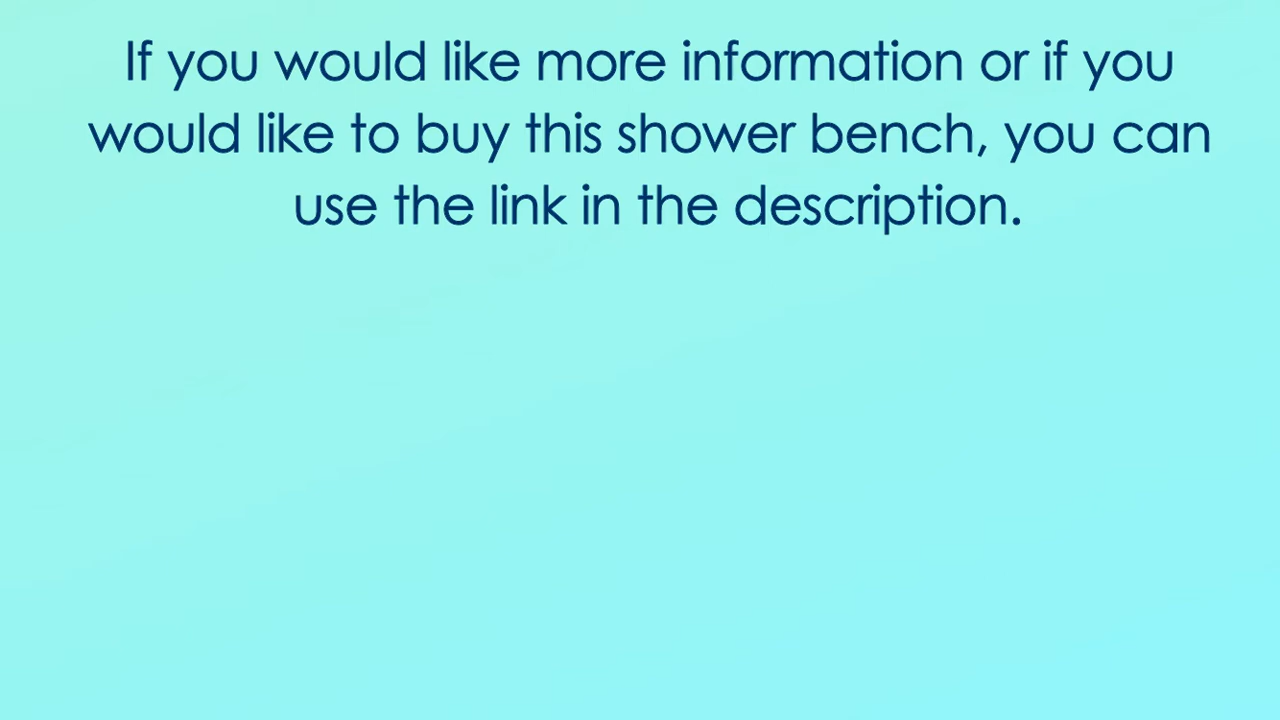 If you would like more information or if you
would like to buy this shower bench, you can
use the link in the description.